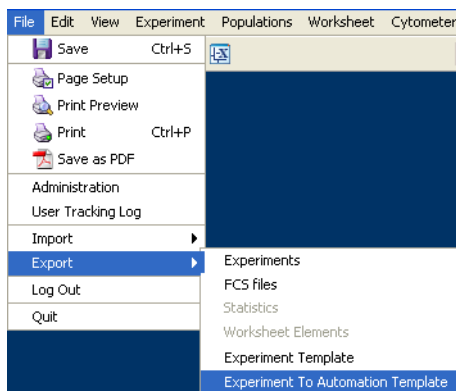 File Edit View Experiment Populations Worksheet Cytometer
Save Ctrl+S
Page Setup
Print Preview
Print Ctrl+P
Save as PDF
Administration
User Tracking Log
Import
Export
Log Out
Quit
Experiments
FCS files
Statistics
Worksheet Elements
Experiment Template
Experiment To Automation Template